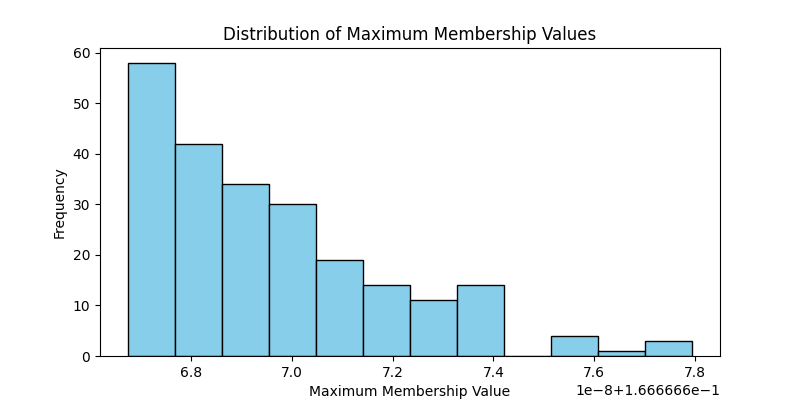 Distribution of Maximum Membership Values
60
50
40
30
20
10
0
Frequency
6.8 7.0 7.2 7.4 7.6 7.8
Maximum Membership Value
1e−8+1.666666e−1